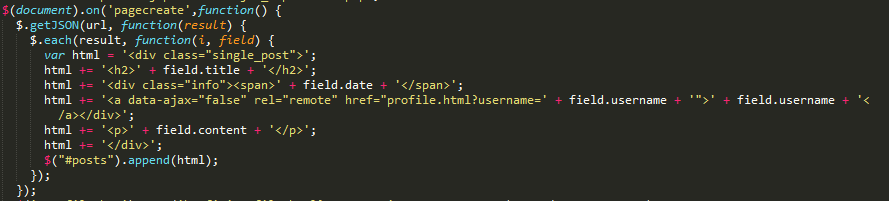 $(document).on('pagecreate',function() {
$.getJSON(url, function(result) {
$.each(result, function(i, field) {
var html = '<div class="single_post">';
html += '<h2>' + field.title + '</h2>';
html += '<div class="info"><span>' + field.date + '</span>';
html += '<a data-ajax="false" rel="remote" href="profile.html?username=' + field.username + '">' + field.username + '<
/a></div>';
html += '<p>' + field.content + '</p>';
html += '</div>';
$("#posts").append(html);
});
});